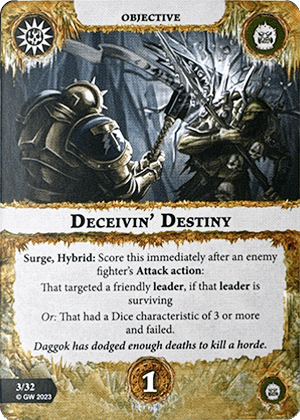 OBJECTIVE
DECEIVIN' DESTINY
Surge, Hybrid: Score this immediately after an enemy
fighter's Attack action:
That targeted a friendly leader, if that leader is
surviving
Or: That had a Dice characteristic of 3 or more
and failed.
Daggok has dodged enough deaths to kill a horde.
3/32
© GW 2023
1